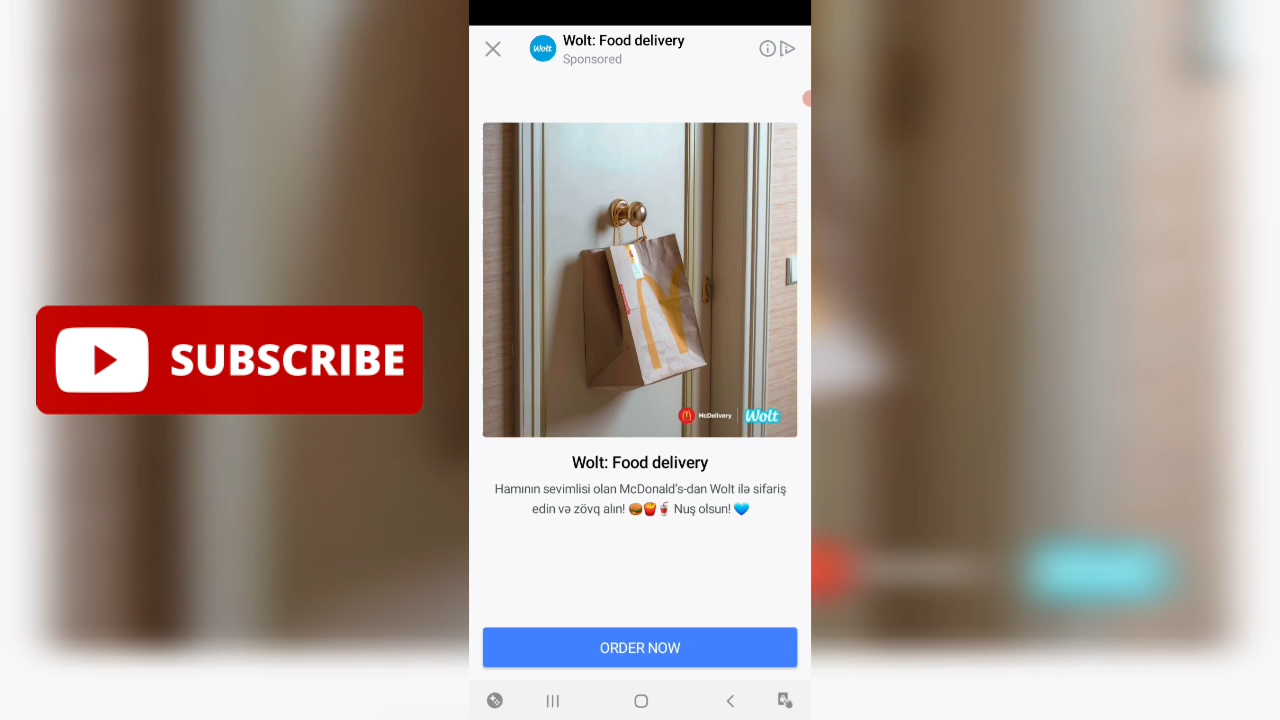 Wolt
Wolt: Food delivery
Sponsored
SUBSCRIBE
McDelivery
Wolt
Wolt: Food delivery
Hamının sevimlisi olan McDonald's-dan Wolt ilə sifariş
edin və zövq alın! 🍔🍟🥤 Nuş olsun! 💙
ORDER NOW